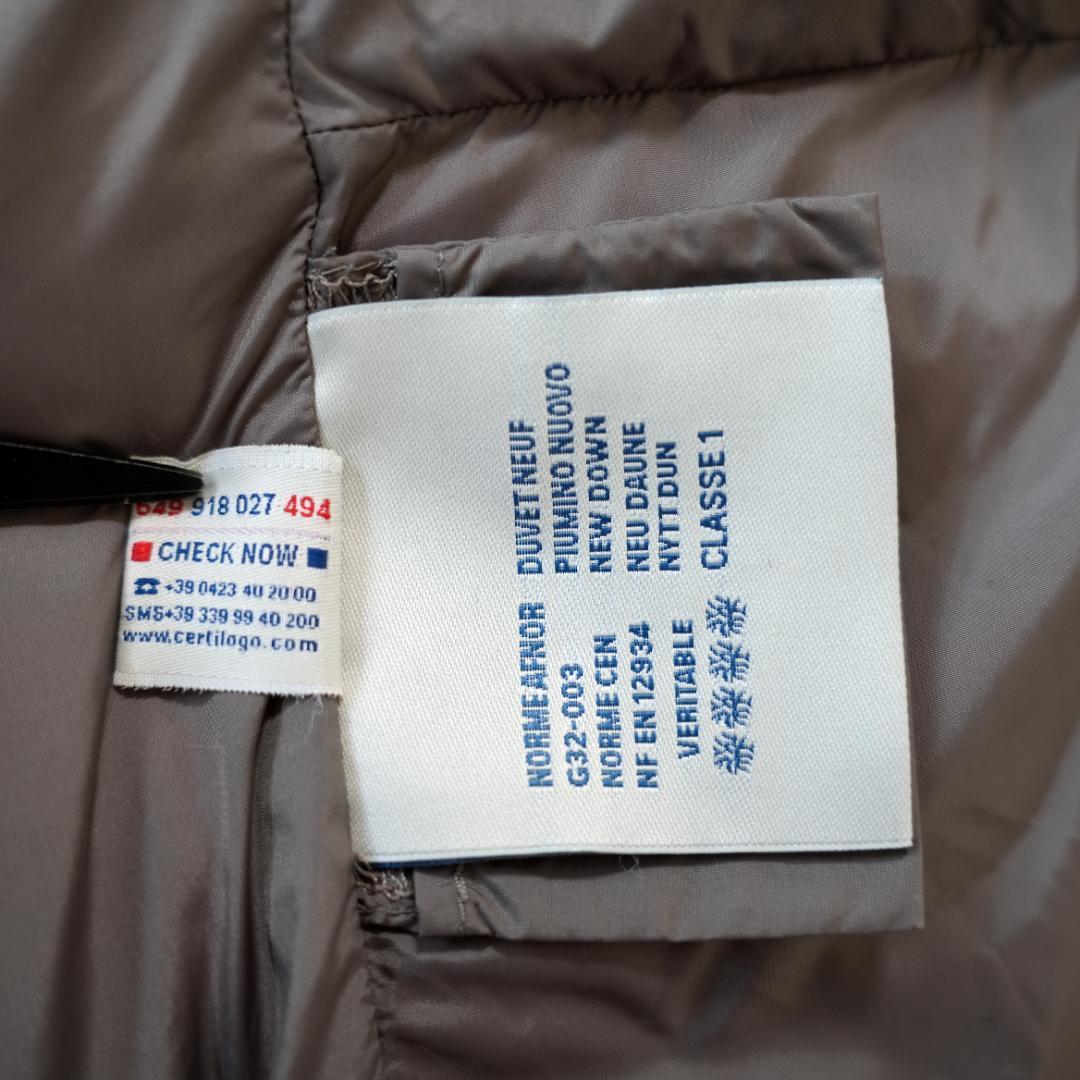 649 918 027 494
CHECK NOW
☎ +39 0423 40 20 00
SMS+39 339 99 40 200
www.certilogo.com
NORME AFNOR DUVET NEUF
G32-003 PIUMINO NUOVO
NORME CEN NEW DOWN
NF EN 12934 NEU DAUNE
NYTT DUN
VERITABLE
CLASSE 1